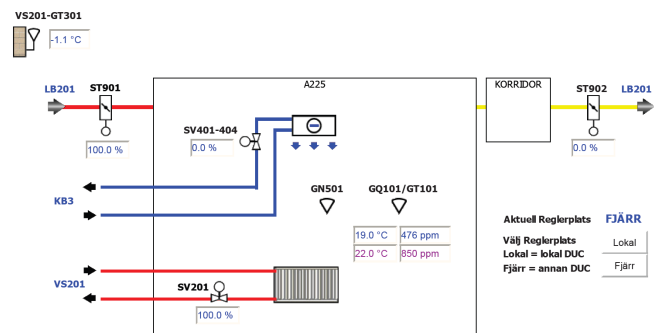 VS201-GT301
-1.1 °C
LB201
ST901
100.0 %
A225
SV401-404
0.0 %
KB3
GN501
GQ101/GT101
19.0 °C
476 ppm
22.0 °C
850 ppm
VS201
SV201
100.0 %
KORRIDOR
ST902
LB201
0.0 %
Aktuell Reglerplats
FJÄRR
Välj Reglerplats
Lokal = lokal DUC
Fjärr = annan DUC
Lokal
Fjärr